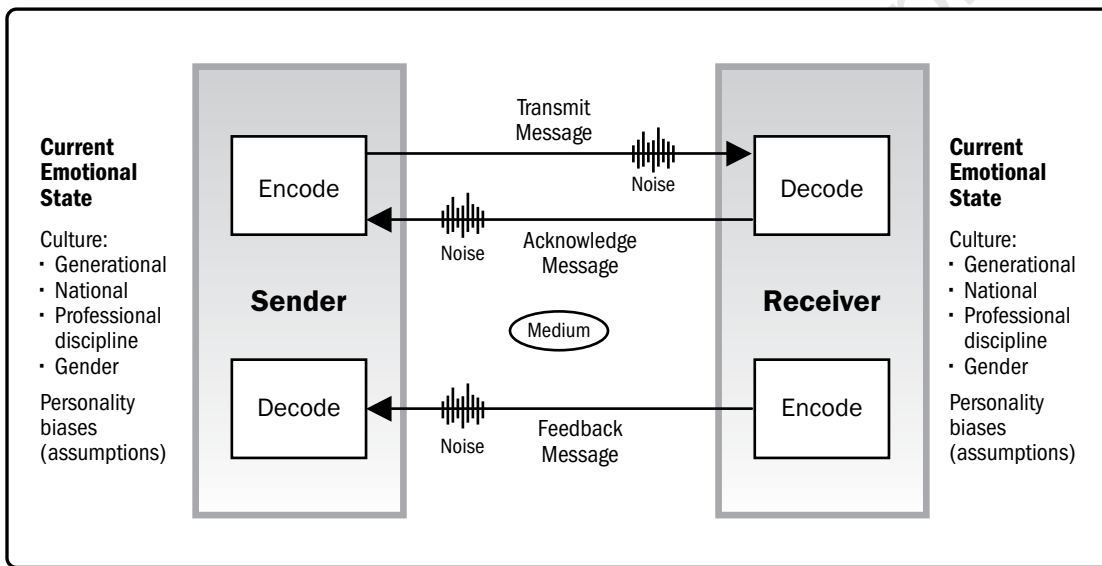 Current
Emotional
State
Culture:
· Generational
· National
· Professional
discipline
· Gender
Personality
biases
(assumptions)
Encode
Sender
Decode
Transmit
Message
Noise
Noise
Acknowledge
Message
Medium
Noise
Feedback
Message
Decode
Receiver
Encode
Current
Emotional
State
Culture:
· Generational
· National
· Professional
discipline
· Gender
Personality
biases
(assumptions)